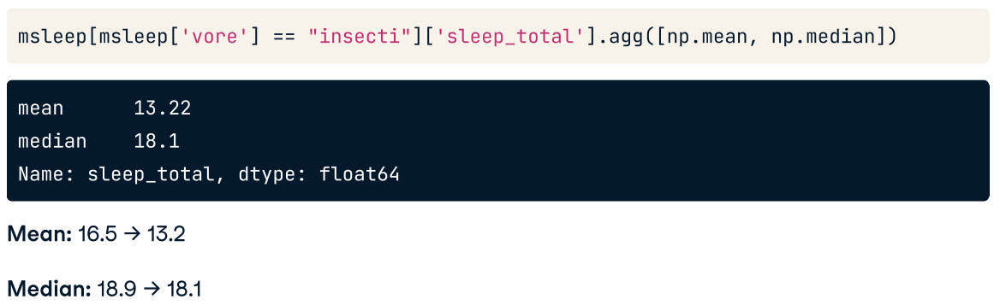 msleep[msleep['vore'] == "insecti"]['sleep_total'].agg([np.mean, np.median])
mean      13.22
median    18.1
Name: sleep_total, dtype: float64
Mean: 16.5 → 13.2
Median: 18.9 → 18.1